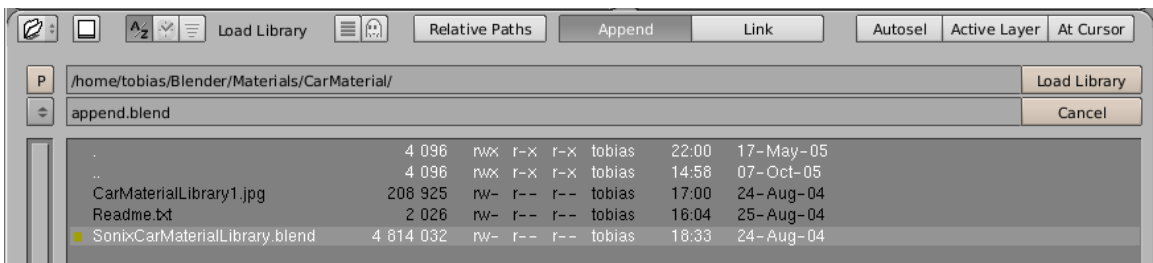 A/Z Load Library Relative Paths Append Link Autosel Active Layer At Cursor
P /home/tobias/Blender/Materials/CarMaterial/ Load Library
append.blend Cancel
. 4 096 rwx r-x r-x tobias 22:00 17-May-05
.. 4 096 rwx r-x r-x tobias 14:58 07-Oct-05
CarMaterialLibrary1.jpg 208 925 rw- r-- r-- tobias 17:00 24-Aug-04
Readme.txt 2 026 rw- r-- r-- tobias 16:04 25-Aug-04
SonixCarMaterialLibrary.blend 4 814 032 rw- r-- r-- tobias 18:33 24-Aug-04